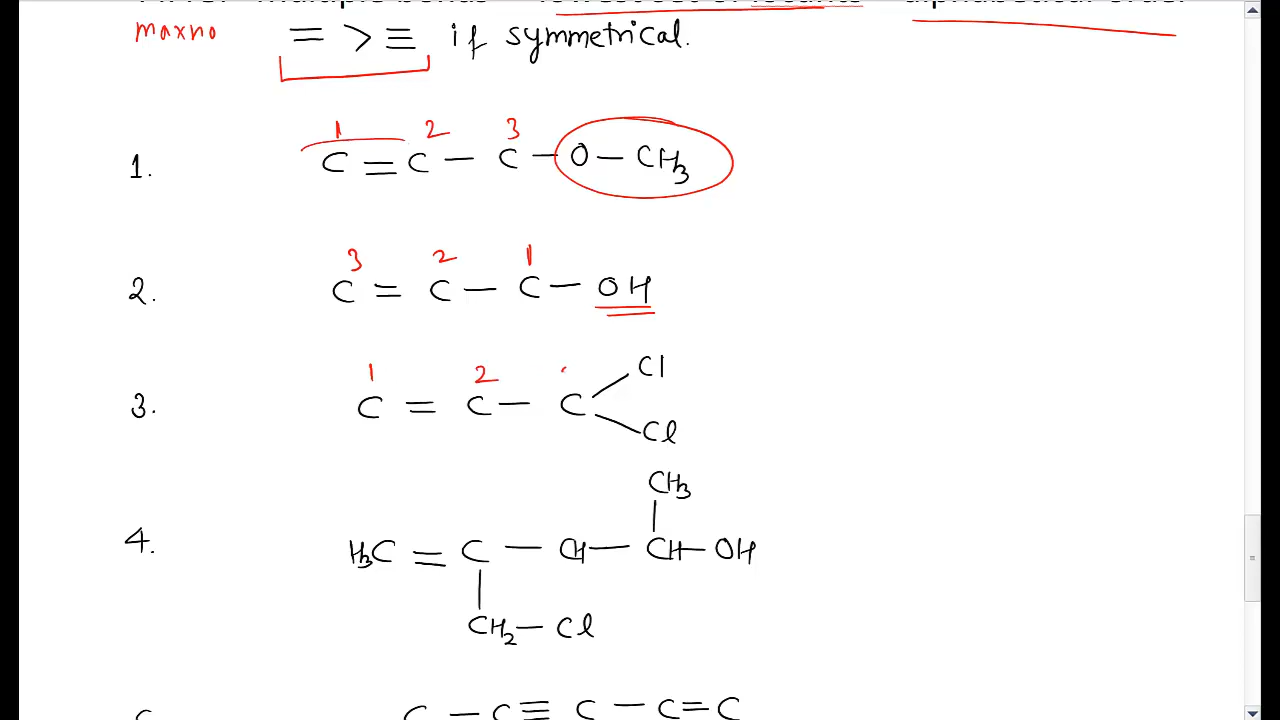 maxno = > ≡ if symmetrical.
1 2 3
1. C = C — C — O — CH3
3 2 1
2. C = C — C — OH
1 2
Cl
3. C = C — C
Cl
CH3
4. H3C = C — CH — CH — OH
CH2 — Cl
C — C ≡ C — C = C